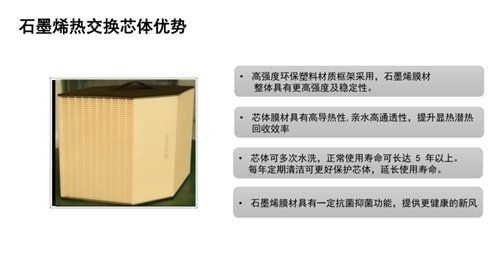 石墨烯热交换芯体优势
• 高强度环保塑料材质框架采用，石墨烯膜材
整体具有更高强度及稳定性。
• 芯体膜材具有高导热性.亲水高通透性，提升显热潜热
回收效率
• 芯体可多次水洗，正常使用寿命可长达 5 年以上。
每年定期清洁可更好保护芯体，延长使用寿命。
• 石墨烯膜材具有一定抗菌抑菌功能，提供更健康的新风